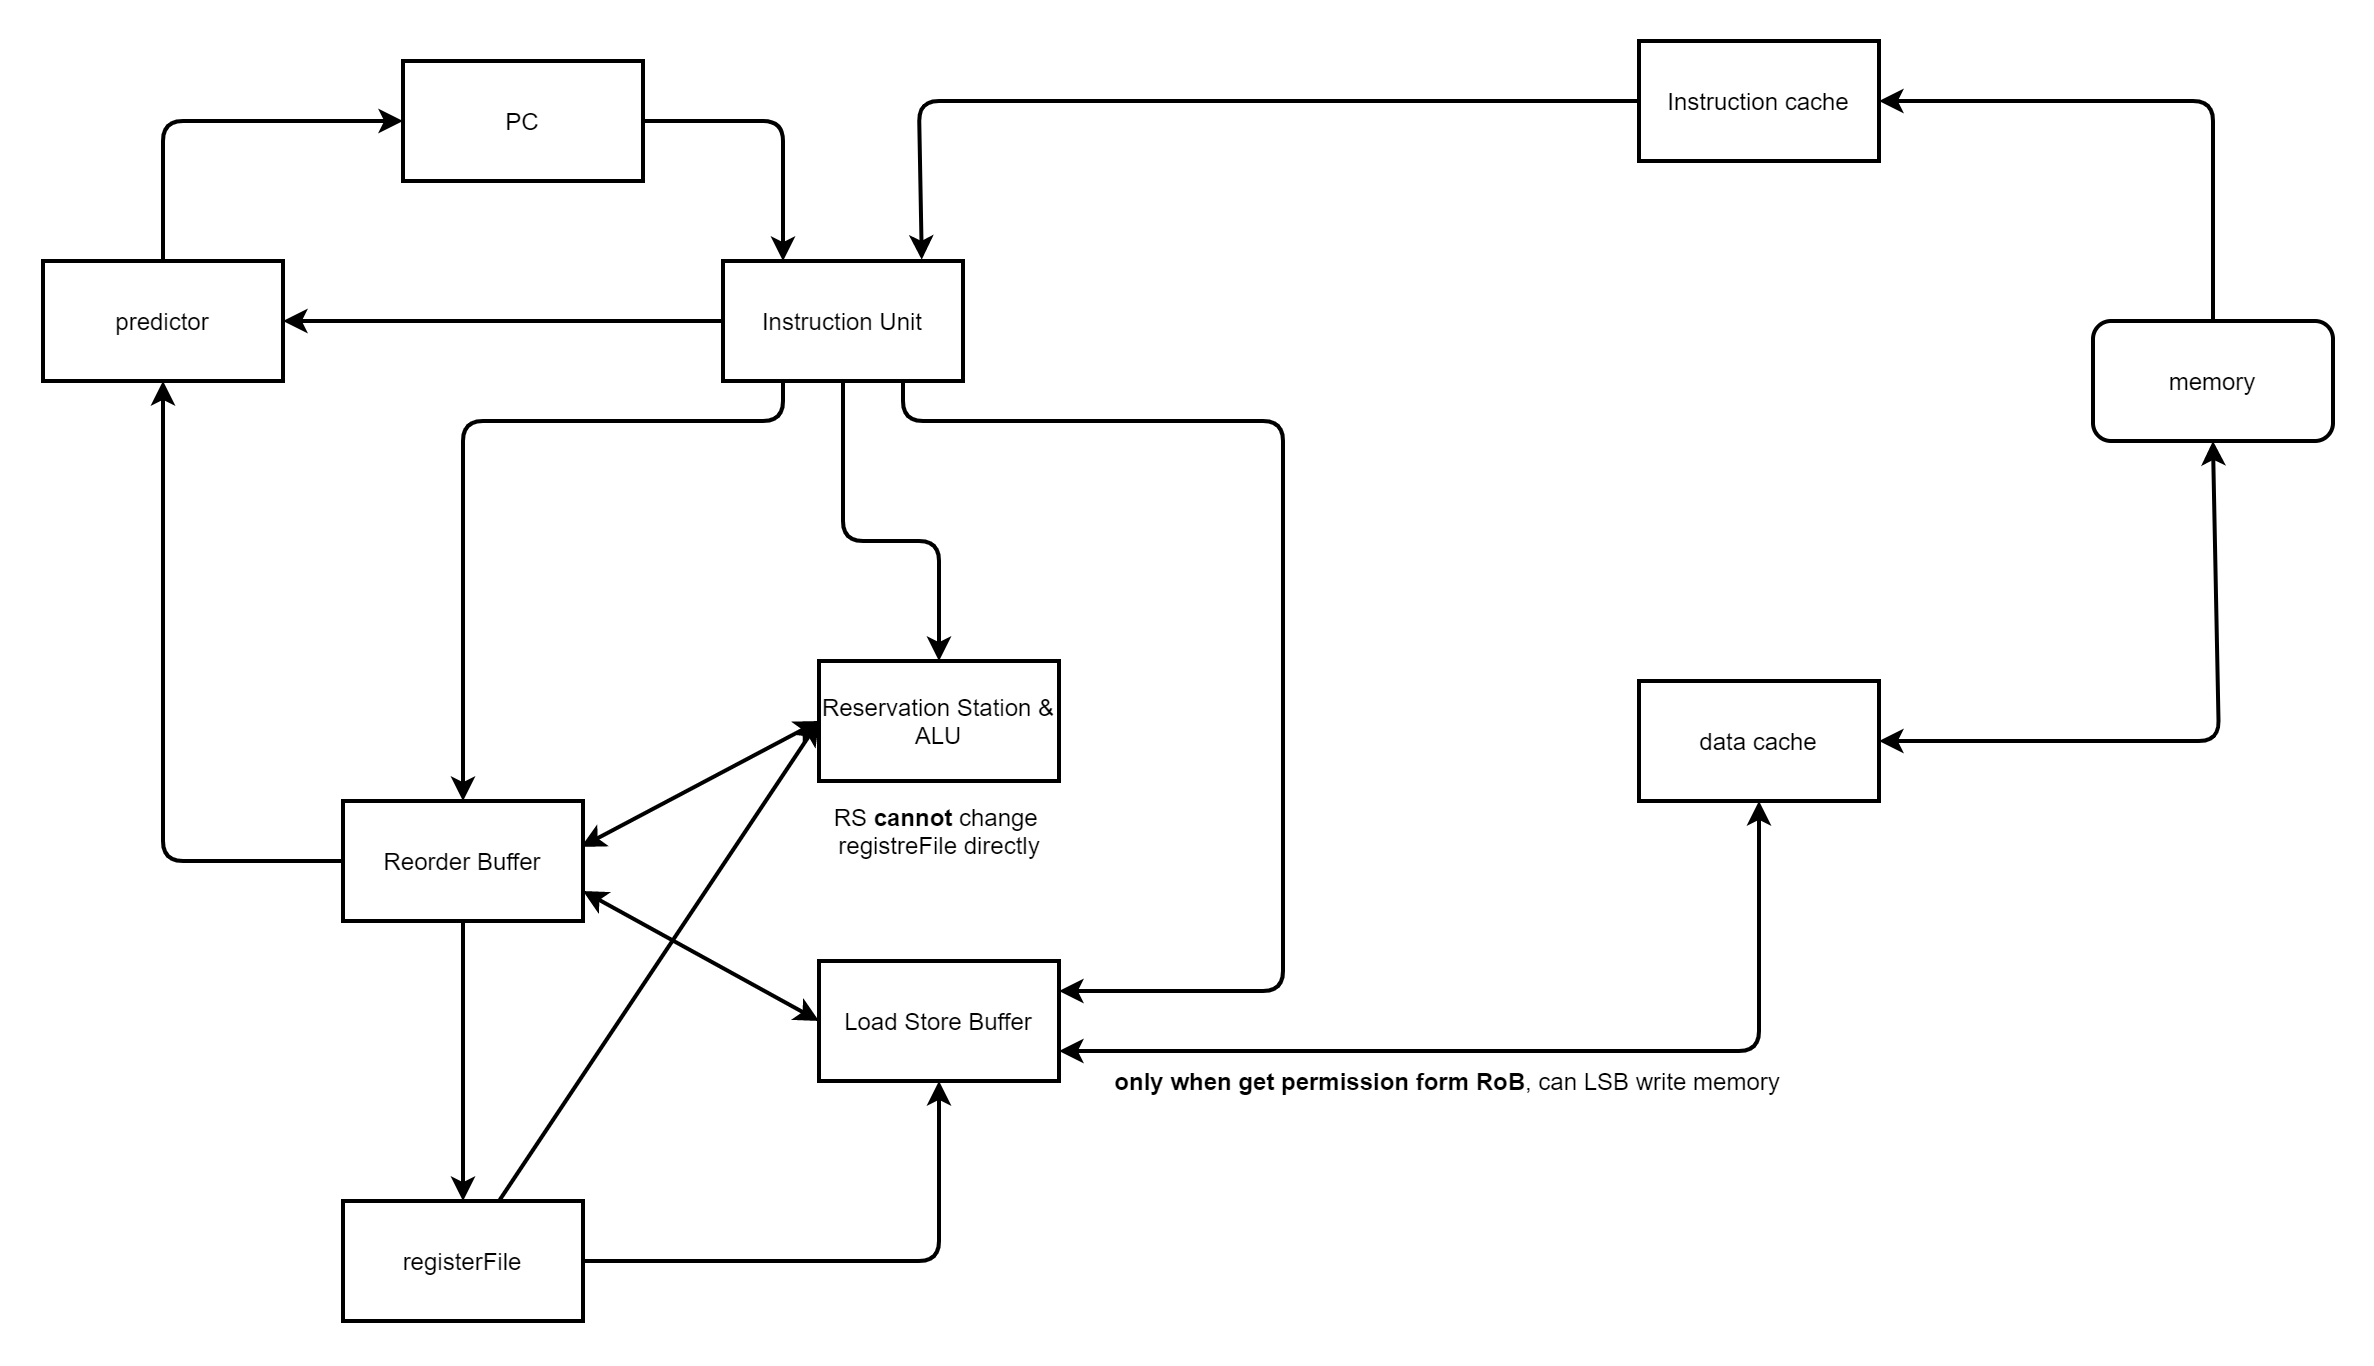 PC
Instruction cache
predictor
Instruction Unit
memory
Reservation Station &
ALU
data cache
RS cannot change
registreFile directly
Reorder Buffer
Load Store Buffer
only when get permission form RoB, can LSB write memory
registerFile